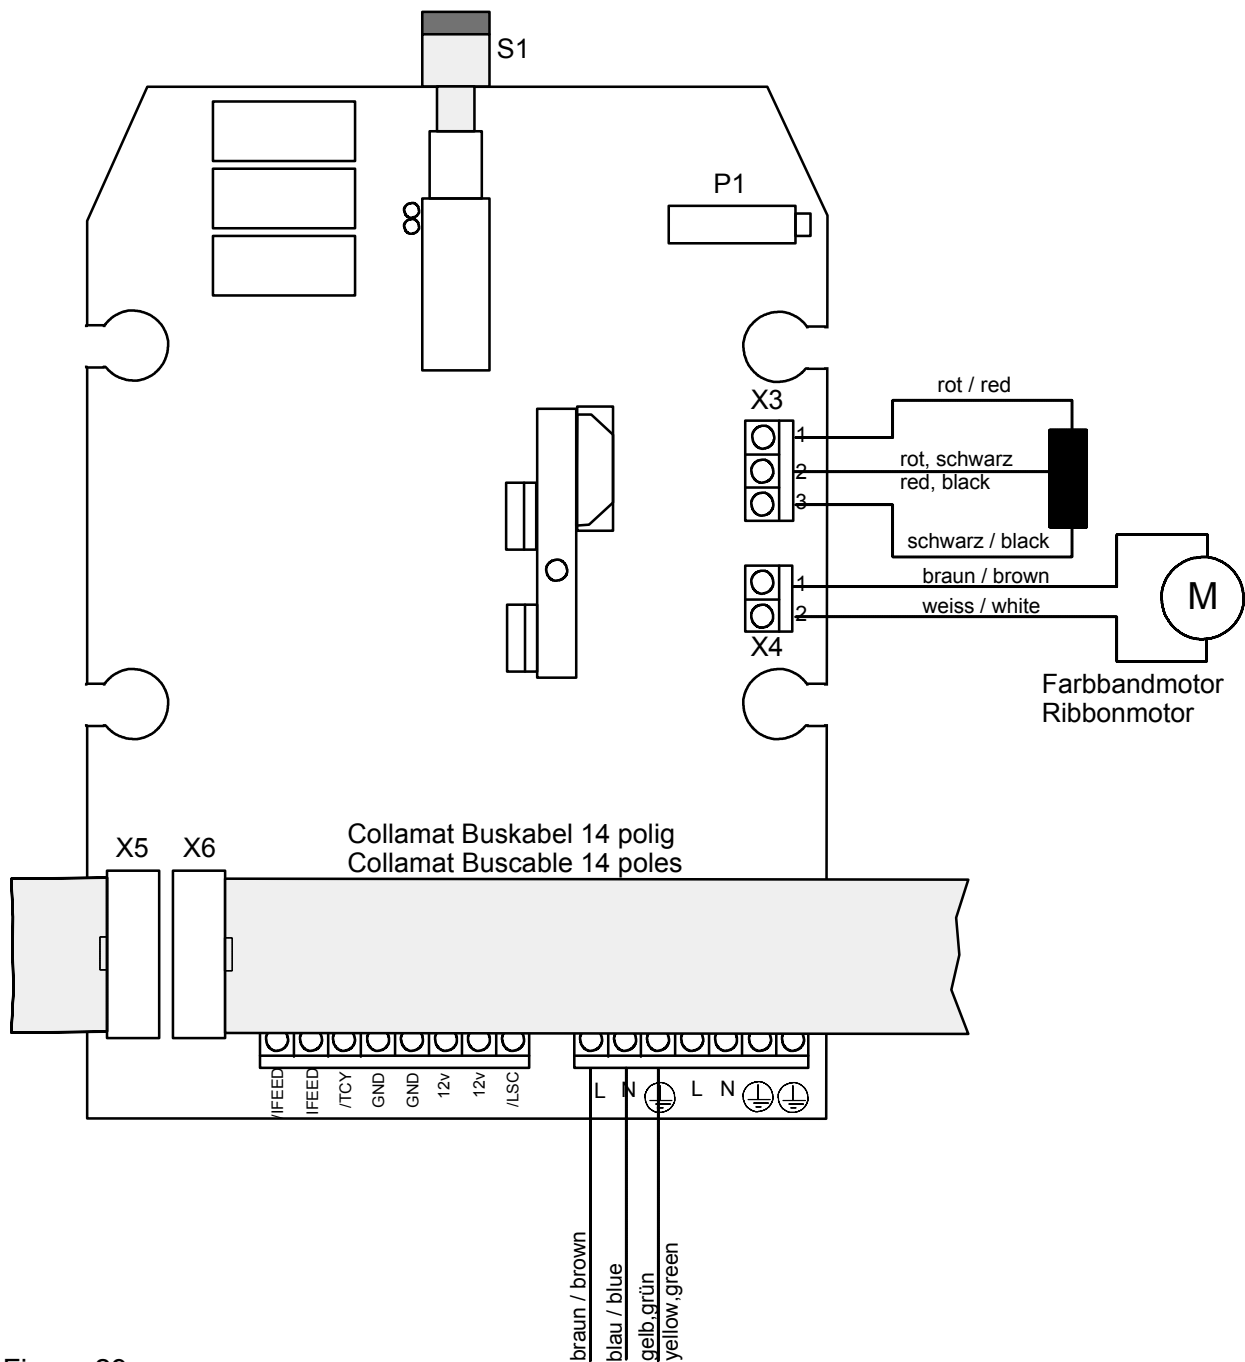 S1
P1
rot / red
X3
1
rot, schwarz
2
red, black
3
schwarz / black
braun / brown
1
weiss / white
2
M
X4
Farbbandmotor
Ribbonmotor
Collamat Buskabel 14 polig
X5 X6
Collamat Buscable 14 poles
/IFEED
IFEED
/TCY
GND
GND
12v
12v
/LSC
L N L N
braun / brown
blau / blue
gelb,grün
yellow,green